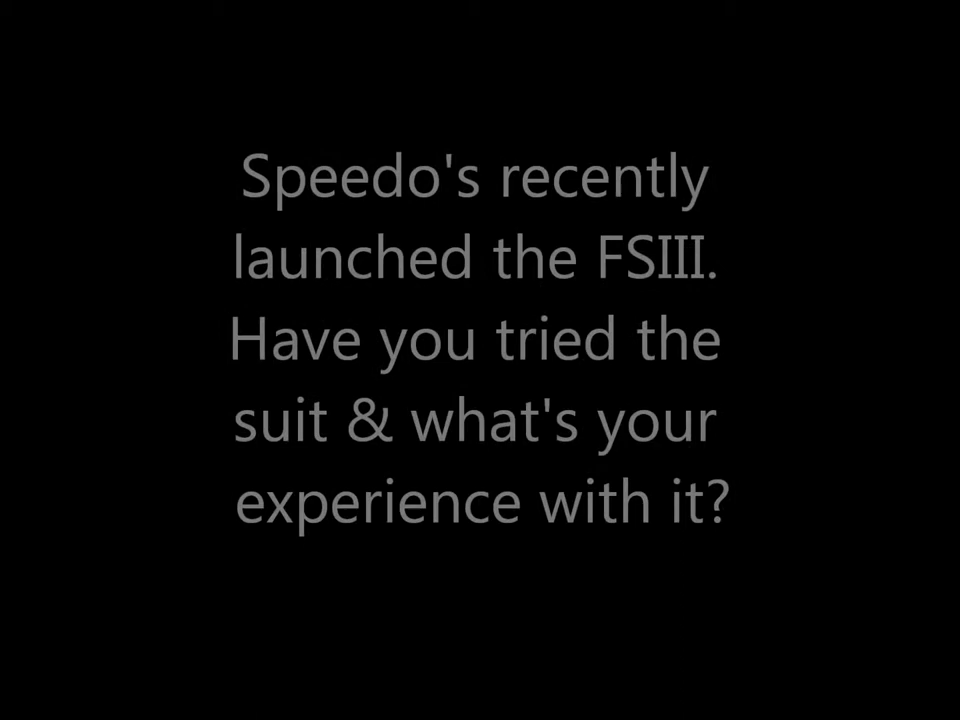 Speedo's recently
launched the FSIII.
Have you tried the
suit & what's your
experience with it?